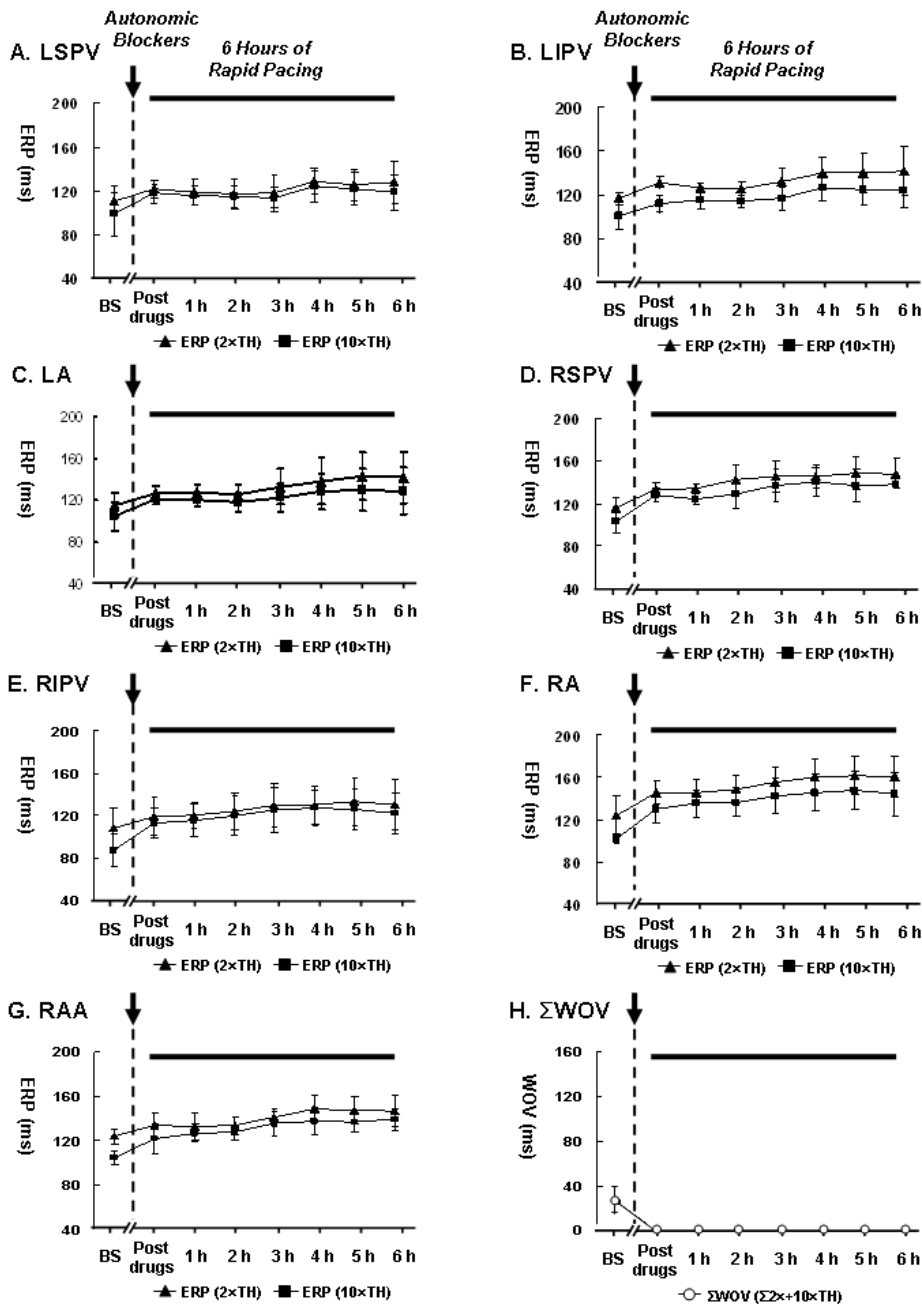 Autonomic Blockers
A. LSPV
6 Hours of Rapid Pacing
ERP (ms)
200
160
120
80
40
BS Post drugs 1 h 2 h 3 h 4 h 5 h 6 h
ERP (2×TH) ERP (10×TH)
Autonomic Blockers
B. LIPV
6 Hours of Rapid Pacing
ERP (ms)
200
160
120
80
40
BS Post drugs 1 h 2 h 3 h 4 h 5 h 6 h
ERP (2×TH) ERP (10×TH)
C. LA
ERP (ms)
200
160
120
80
40
BS Post drugs 1 h 2 h 3 h 4 h 5 h 6 h
ERP (2×TH) ERP (10×TH)
D. RSPV
ERP (ms)
200
160
120
80
40
BS Post drugs 1 h 2 h 3 h 4 h 5 h 6 h
ERP (2×TH) ERP (10×TH)
E. RIPV
ERP (ms)
200
160
120
80
40
BS Post drugs 1 h 2 h 3 h 4 h 5 h 6 h
ERP (2×TH) ERP (10×TH)
F. RA
ERP (ms)
200
160
120
80
40
BS Post drugs 1 h 2 h 3 h 4 h 5 h 6 h
ERP (2×TH) ERP (10×TH)
G. RAA
ERP (ms)
200
160
120
80
40
BS Post drugs 1 h 2 h 3 h 4 h 5 h 6 h
ERP (2×TH) ERP (10×TH)
H. ΣWOV
WOV (ms)
160
120
80
40
0
BS Post drugs 1 h 2 h 3 h 4 h 5 h 6 h
ΣWOV (Σ2×+10×TH)